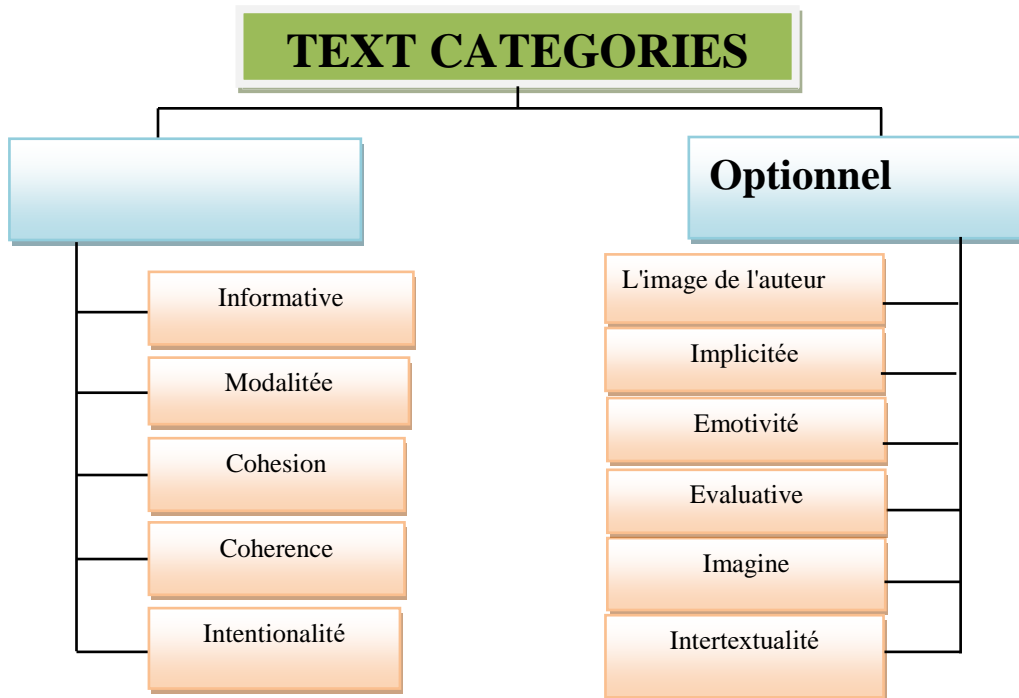 TEXT CATEGORIES
Optionnel
Informative
Modalitée
Cohesion
Coherence
Intentionalité
L'image de l'auteur
Implicitée
Emotivité
Evaluative
Imagine
Intertextualité